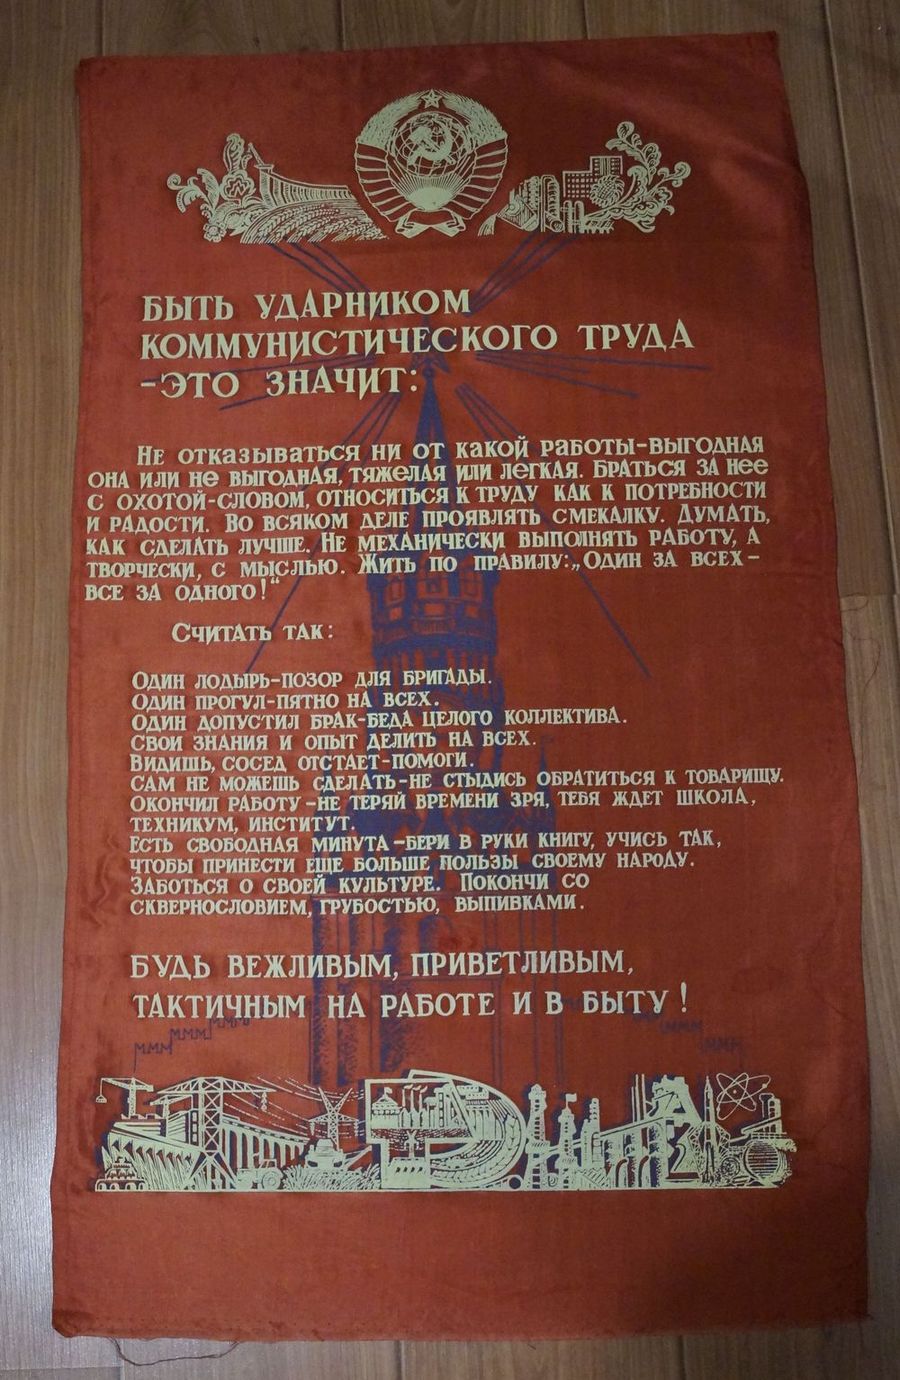 БЫТЬ УДАРНИКОМ
КОММУНИСТИЧЕСКОГО ТРУДА
-ЭТО ЗНАЧИТ:
НЕ ОТКАЗЫВАТЬСЯ НИ ОТ КАКОЙ РАБОТЫ-ВЫГОДНАЯ
ОНА ИЛИ НЕ ВЫГОДНАЯ, ТЯЖЕЛАЯ ИЛИ ЛЕГКАЯ. БРАТЬСЯ ЗА НЕЕ
С ОХОТОЙ-СЛОВОМ, ОТНОСИТЬСЯ К ТРУДУ КАК К ПОТРЕБНОСТИ
И РАДОСТИ. ВО ВСЯКОМ ДЕЛЕ ПРОЯВЛЯТЬ СМЕКАЛКУ. ДУМАТЬ,
КАК СДЕЛАТЬ ЛУЧШЕ. НЕ МЕХАНИЧЕСКИ ВЫПОЛНЯТЬ РАБОТУ, А
ТВОРЧЕСКИ, С МЫСЛЬЮ. ЖИТЬ ПО ПРАВИЛУ:„ОДИН ЗА ВСЕХ-
ВСЕ ЗА ОДНОГО!"
СЧИТАТЬ ТАК:
ОДИН ЛОДЫРЬ-ПОЗОР ДЛЯ БРИГАДЫ.
ОДИН ПРОГУЛ-ПЯТНО НА ВСЕХ.
ОДИН ДОПУСТИЛ БРАК-БЕДА ЦЕЛОГО КОЛЛЕКТИВА.
СВОИ ЗНАНИЯ И ОПЫТ ДЕЛИТЬ НА ВСЕХ.
ВИДИШЬ, СОСЕД ОТСТАЕТ-ПОМОГИ.
САМ НЕ МОЖЕШЬ СДЕЛАТЬ-НЕ СТЫДИСЬ ОБРАТИТЬСЯ К ТОВАРИЩУ.
ОКОНЧИЛ РАБОТУ-НЕ ТЕРЯЙ ВРЕМЕНИ ЗРЯ, ТЕБЯ ЖДЕТ ШКОЛА,
ТЕХНИКУМ, ИНСТИТУТ.
ЕСТЬ СВОБОДНАЯ МИНУТА-БЕРИ В РУКИ КНИГУ, УЧИСЬ ТАК,
ЧТОБЫ ПРИНЕСТИ ЕЩЕ БОЛЬШЕ ПОЛЬЗЫ СВОЕМУ НАРОДУ.
ЗАБОТЬСЯ О СВОЕЙ КУЛЬТУРЕ. ПОКОНЧИ СО
СКВЕРНОСЛОВИЕМ, ГРУБОСТЬЮ, ВЫПИВКАМИ.
БУДЬ ВЕЖЛИВЫМ, ПРИВЕТЛИВЫМ,
ТАКТИЧНЫМ НА РАБОТЕ И В БЫТУ!